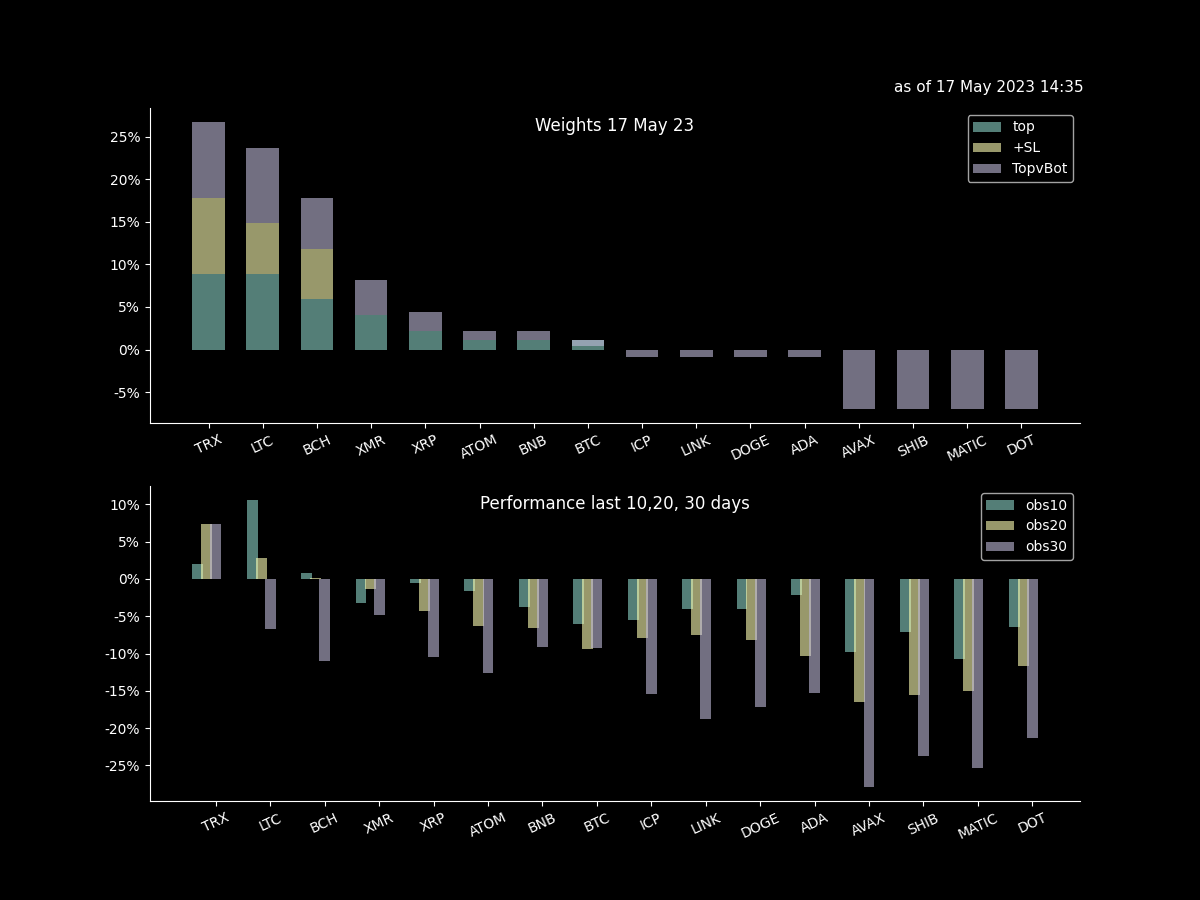 as of 17 May 2023 14:35
Weights 17 May 23
top
+SL
TopvBot
25%
20%
15%
10%
5%
0%
-5%
TRX LTC BCH XMR XRP ATOM BNB BTC ICP LINK DOGE ADA AVAX SHIB MATIC DOT
Performance last 10,20, 30 days
obs10
obs20
obs30
10%
5%
0%
-5%
-10%
-15%
-20%
-25%
TRX LTC BCH XMR XRP ATOM BNB BTC ICP LINK DOGE ADA AVAX SHIB MATIC DOT